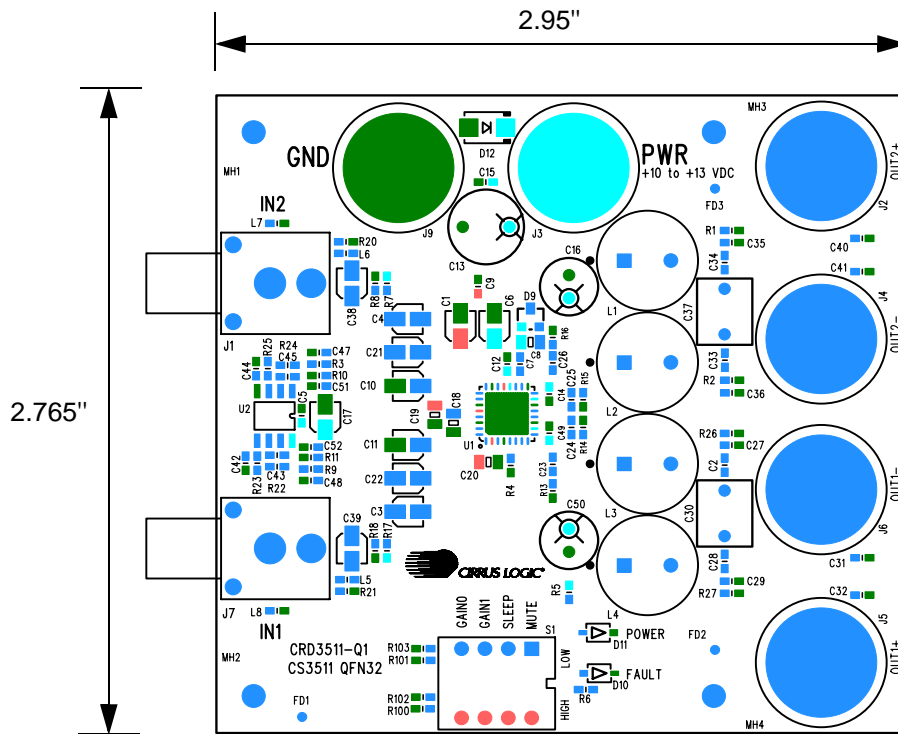 2.95"
2.765"
MH3
GND
D12
PWR
+10 to +13 VDC
MH1
C15
FD3
OUT2+
IN2
L7
J9
J3
J2
R20
L6
C13
C16
R1
C35
C34
C40
C41
C38
R8
R7
C9
C1
C6
D9
L1
C37
J4
OUT2-
C4
R16
C8
J1
R24
R25
C45
C44
C47
R3
R10
C51
C21
C12
C7
C26
C33
R2
C36
C10
C25
R15
C14
U2
C5
C17
C19
C18
L2
C49
C24
R14
R26
C27
C42
R23
C43
R22
C52
R11
R9
C48
C11
U1
C20
R4
C23
R13
C2
OUT1-
C22
L3
C30
J6
C39
C3
R18
R17
C50
C28
C31
CIRRUS LOGIC®
L5
R21
R5
R27
C29
C32
J7
L8
IN1
L4
J5
OUT1+
GAIN0
GAIN1
SLEEP
MUTE
S1
POWER
D11
FD2
MH2
CRD3511-Q1
CS3511 QFN32
R103
R101
LOW
FAULT
D10
R6
FD1
R102
R100
HIGH
MH4